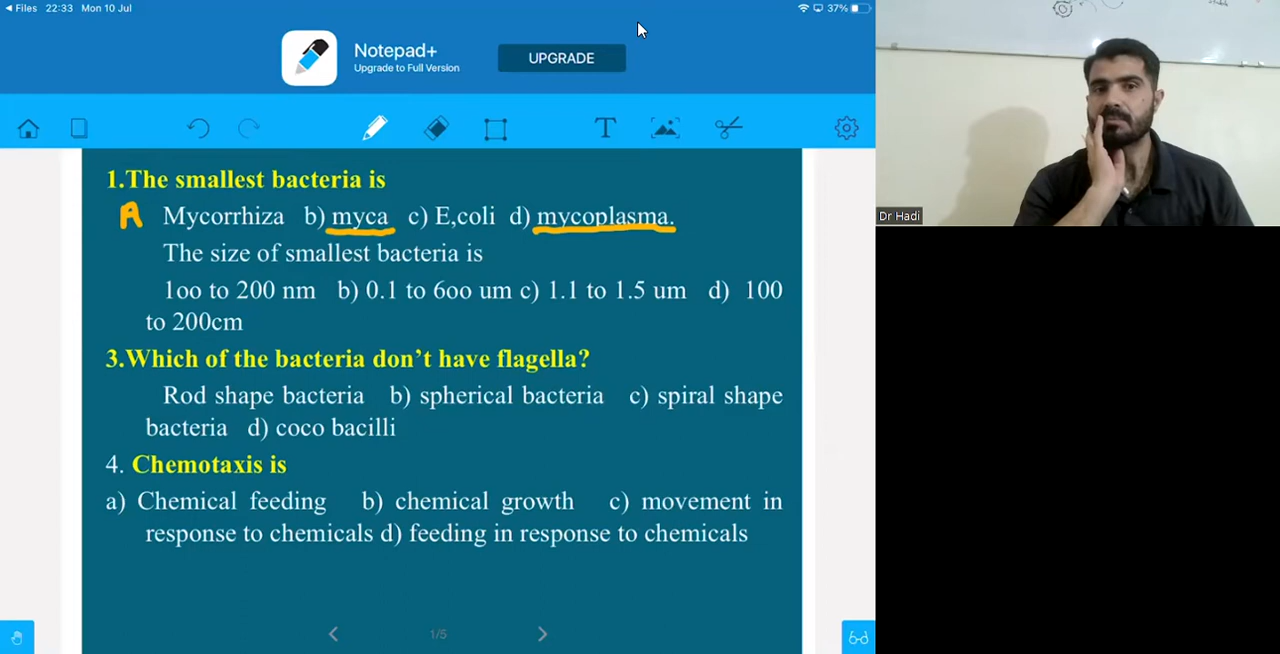 Files 22:33 Mon 10 Jul 37%
Notepad+
Upgrade to Full Version
UPGRADE
T
1.The smallest bacteria is
A Mycorrhiza b) myca c) E,coli d) mycoplasma.
The size of smallest bacteria is
1oo to 200 nm b) 0.1 to 6oo um c) 1.1 to 1.5 um d) 100
to 200cm
3.Which of the bacteria don’t have flagella?
Rod shape bacteria b) spherical bacteria c) spiral shape
bacteria d) coco bacilli
4. Chemotaxis is
a) Chemical feeding b) chemical growth c) movement in
response to chemicals d) feeding in response to chemicals
1/5
Dr Hadi